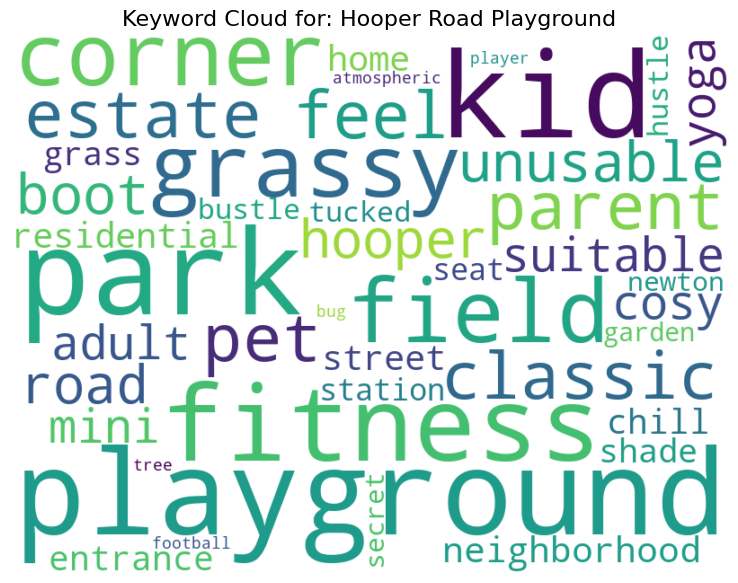 Keyword Cloud for: Hooper Road Playground
corner
home
player
atmospheric
kid
hustle
yoga
estate
feel
grass
grassy
unusable
boot
bustle
tucked
parent
residential
hooper
suitable
park
seat
newton
field
cosy
bug
garden
adult
pet
street
road
station
classic
mini
fitness
chill
shade
tree
playground
secret
football
entrance
neighborhood